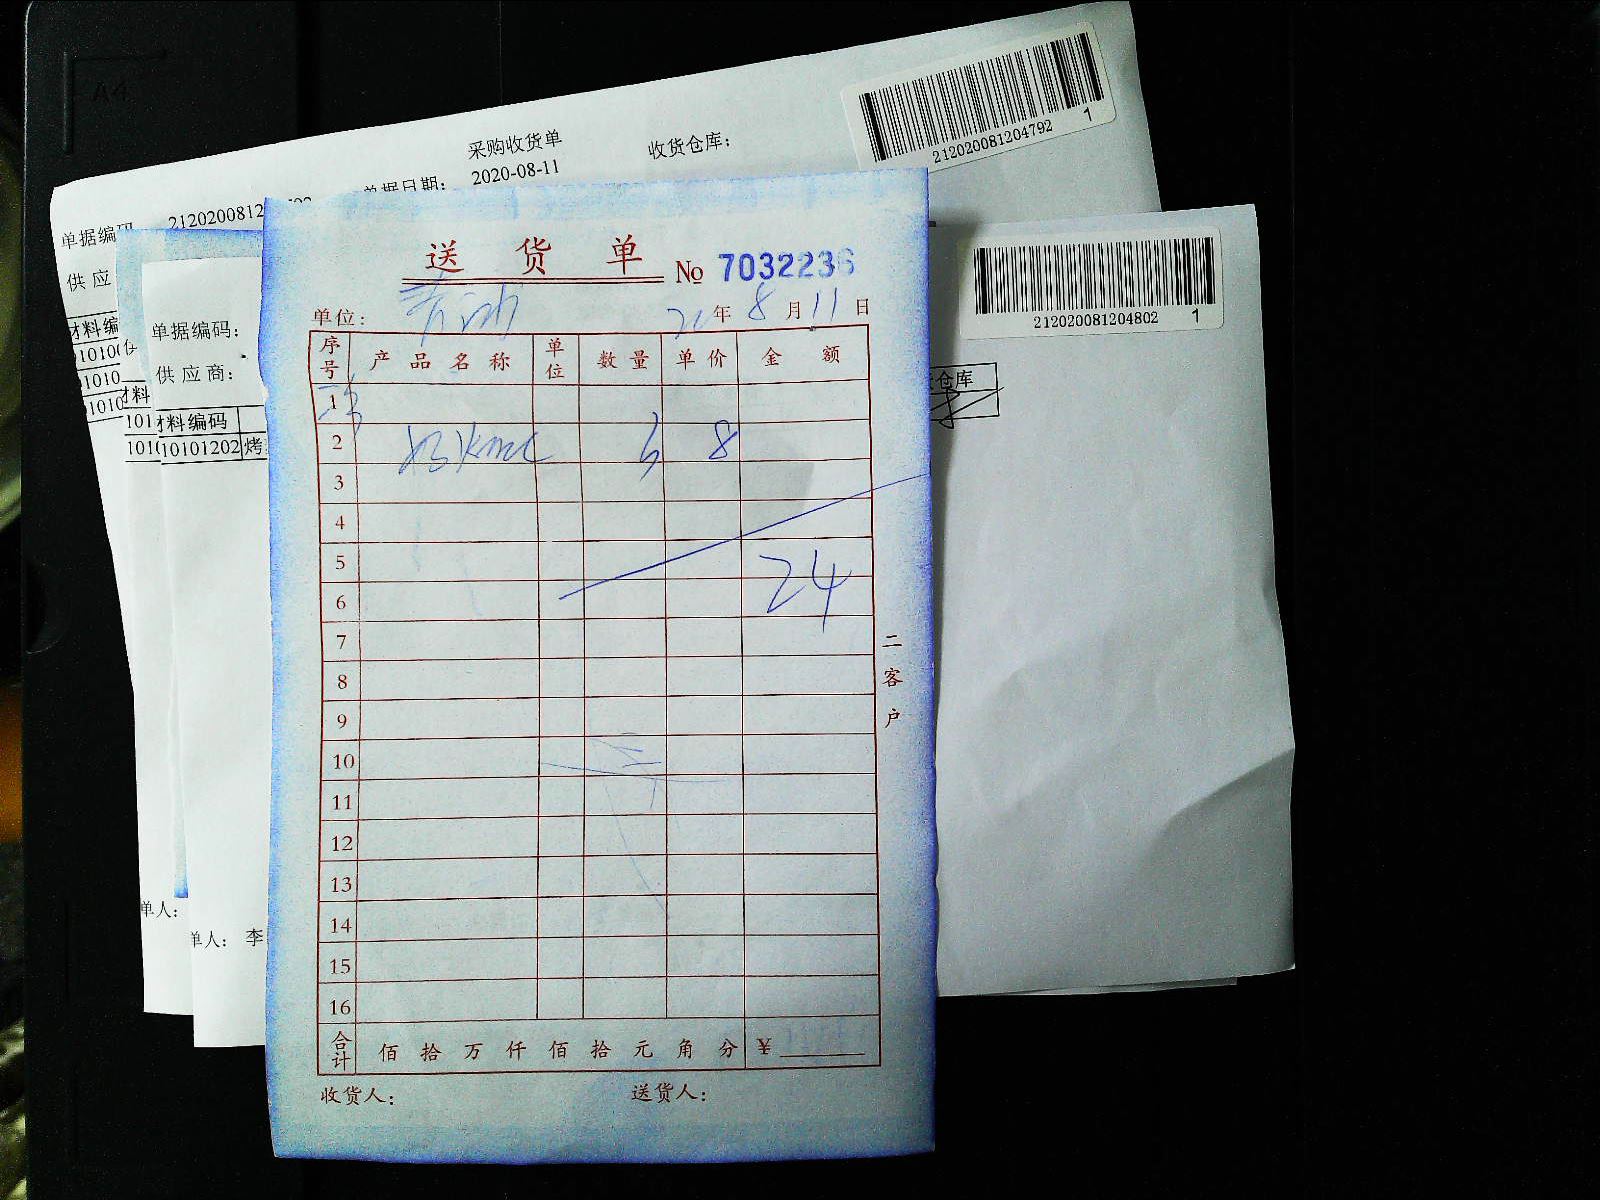 A4
采购收货单
收货仓库:
212020081204792 1
单据日期: 2020-08-11
单据编码
供应
材料编
1010
1010
单据编码:
供应商:
材料编码
10101202 烤
212020081204802 1
仓库
送货单 No 7032236
单位: 年 8 月 11 日
序号 产品名称 单位 数量 单价 金额
1
2 3 8
3
4
5
6 24
7
8
9
10
11
12
13
14
15
16
合计 佰拾万仟佰拾元角分 ¥
收货人: 送货人:
二客户
单人:
单人: 李